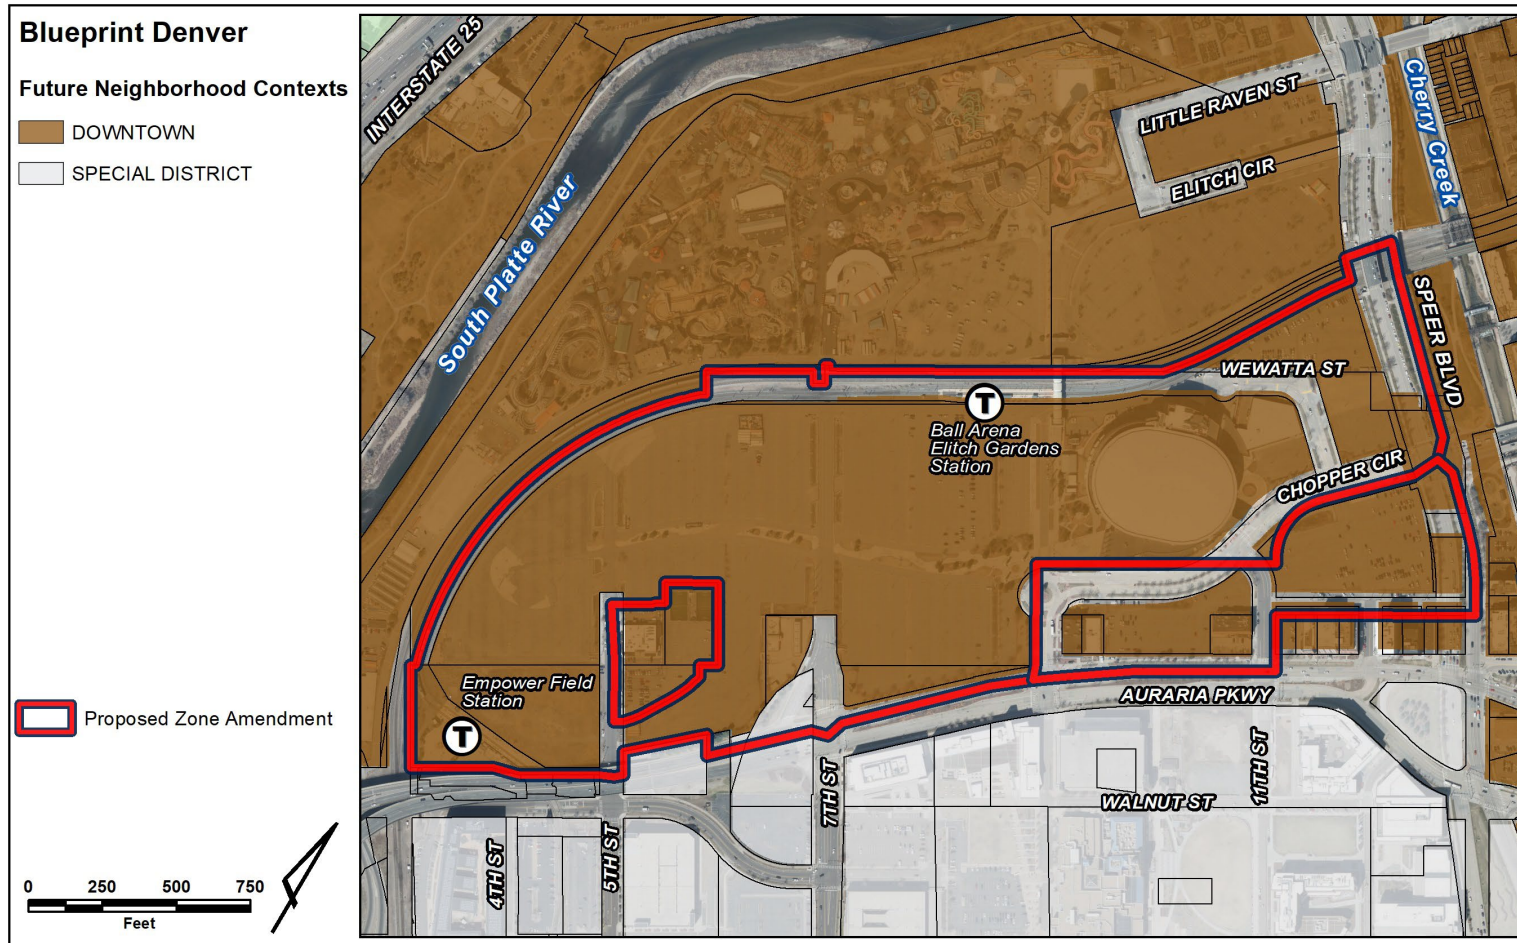 Blueprint Denver
Future Neighborhood Contexts
DOWNTOWN
SPECIAL DISTRICT
Proposed Zone Amendment
0 250 500 750
Feet
INTERSTATE 25
South Platte River
LITTLE RAVEN ST
ELITCH CIR
Cherry Creek
SPEER BLVD
WEWATTA ST
T
Ball Arena
Elitch Gardens
Station
CHOPPER CIR
Empower Field
Station
T
AURARIA PKWY
11TH ST
7TH ST
WALNUT ST
4TH ST
5TH ST